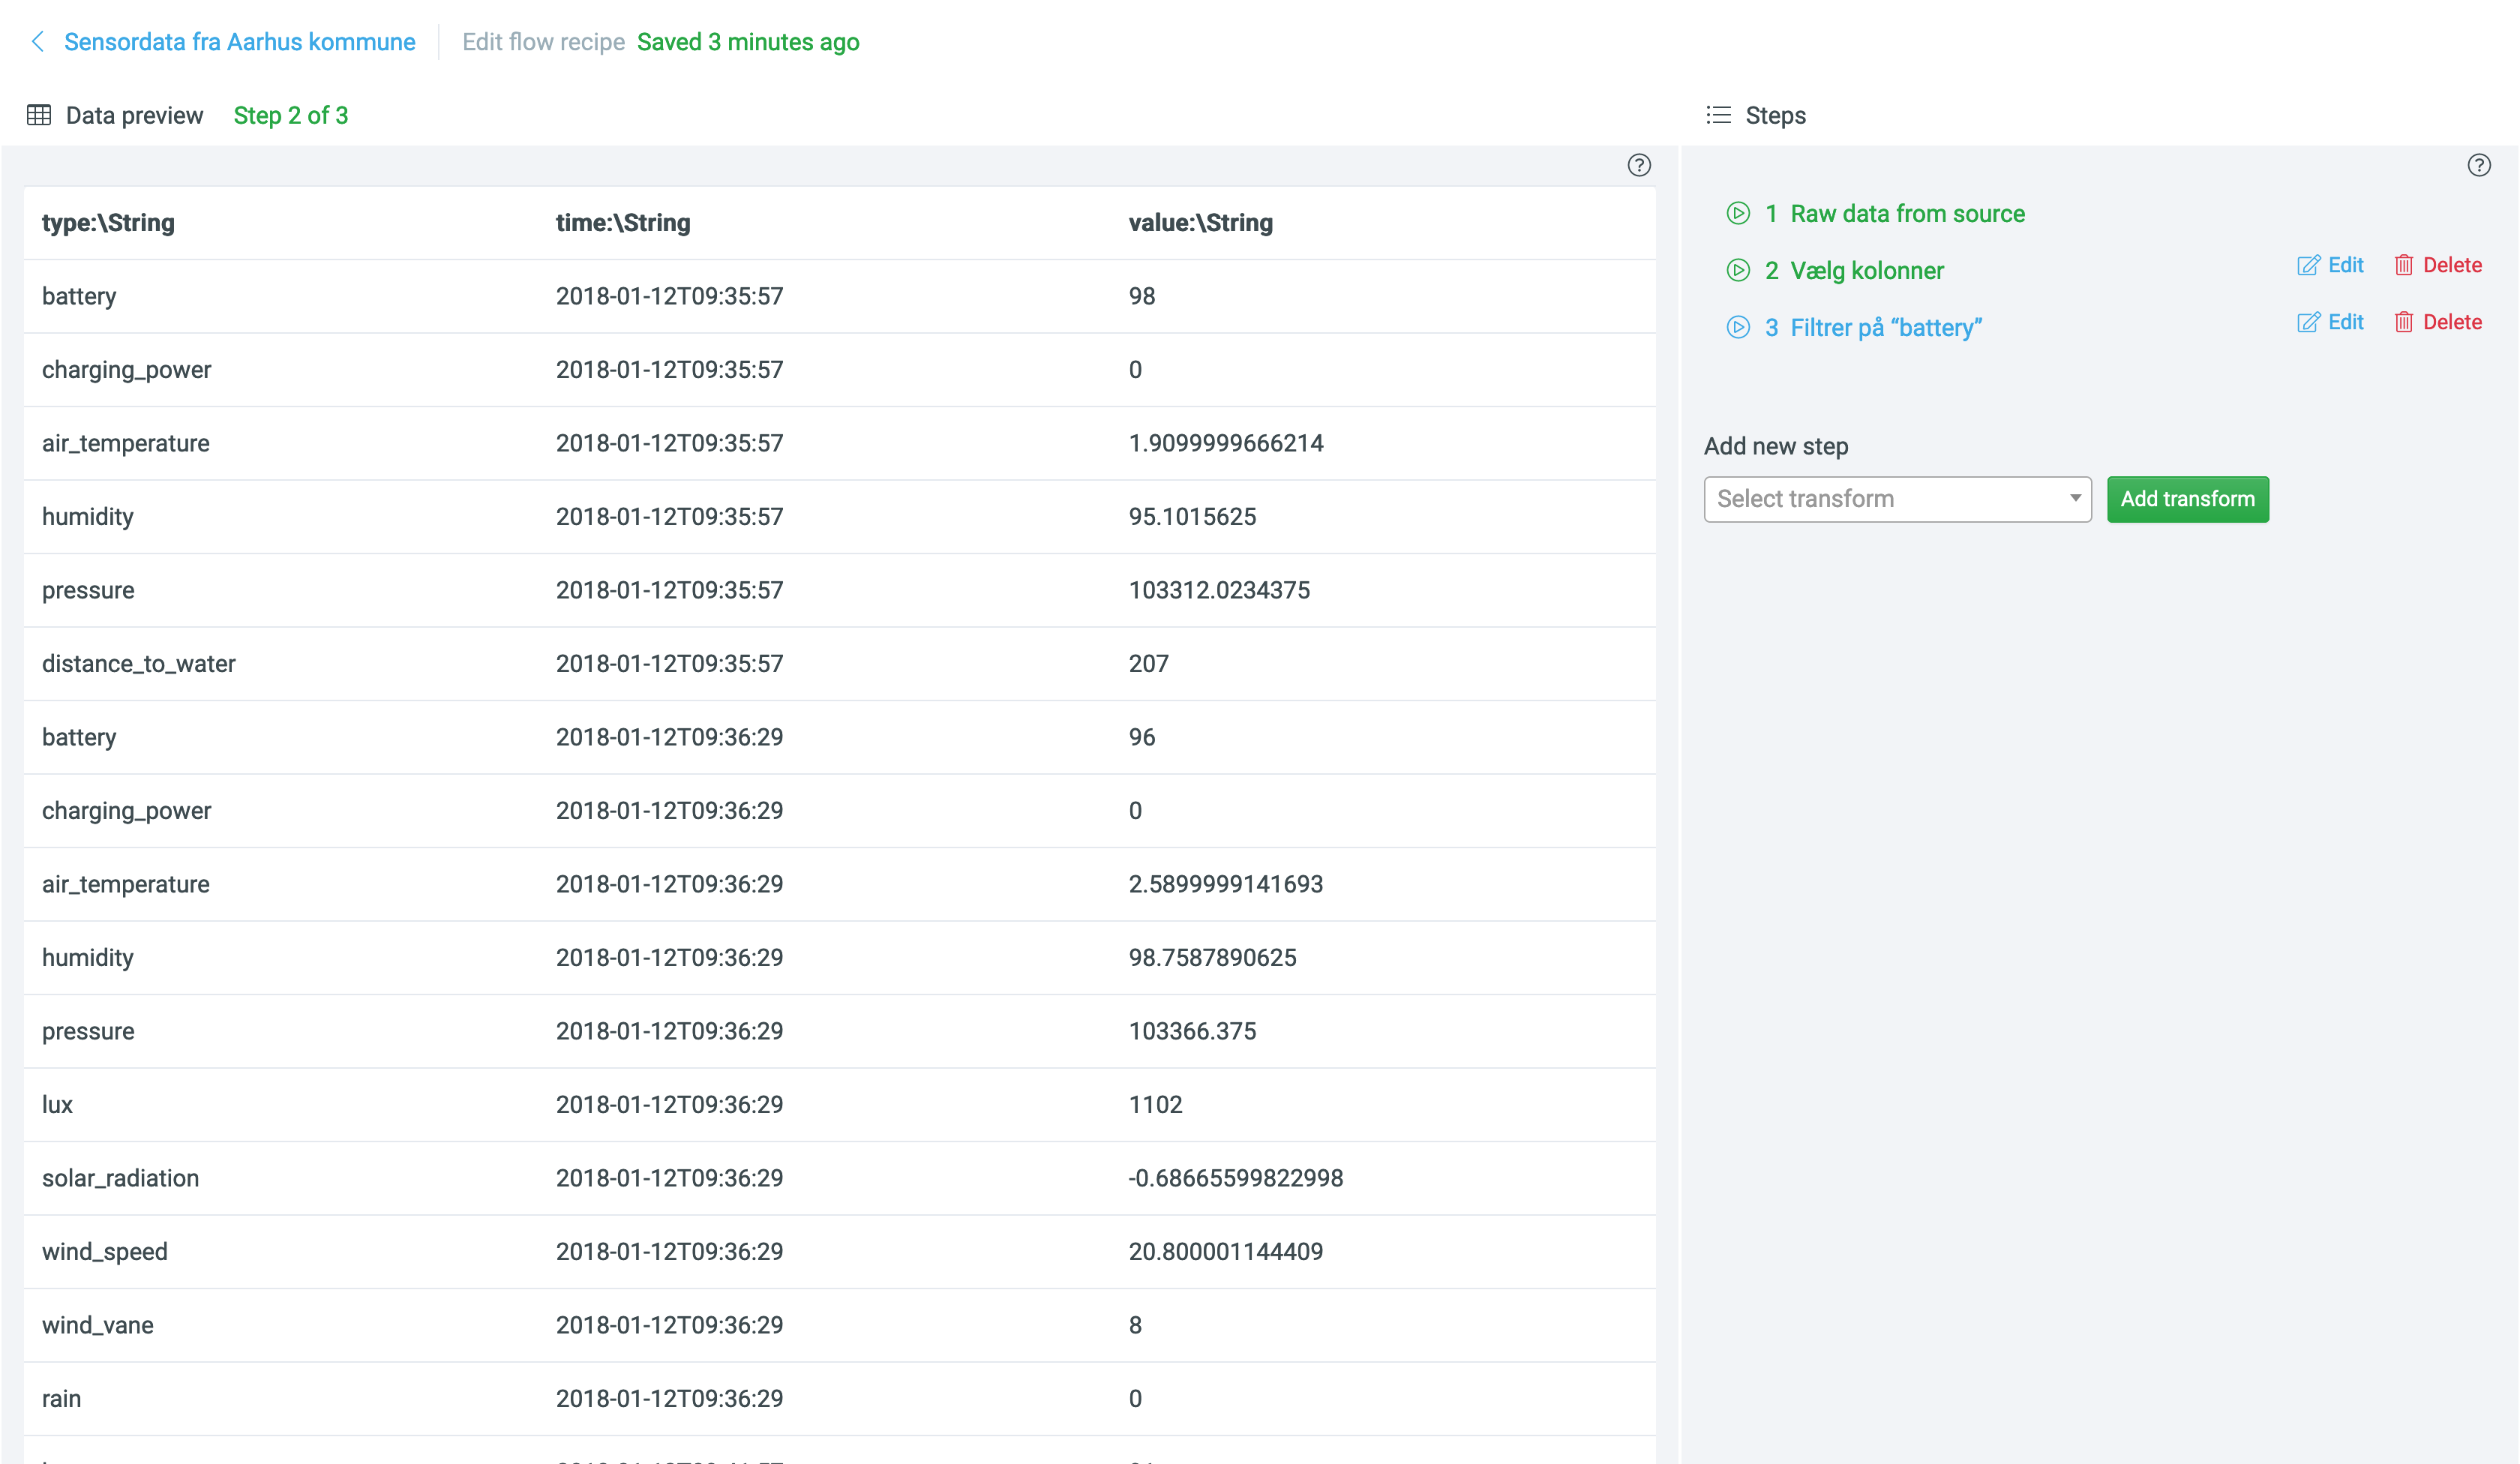 Sensordata fra Aarhus kommune Edit flow recipe Saved 3 minutes ago
Data preview Step 2 of 3
Steps
type:\String time:\String value:\String
battery 2018-01-12T09:35:57 98
charging_power 2018-01-12T09:35:57 0
air_temperature 2018-01-12T09:35:57 1.9099999666214
humidity 2018-01-12T09:35:57 95.1015625
pressure 2018-01-12T09:35:57 103312.0234375
distance_to_water 2018-01-12T09:35:57 207
battery 2018-01-12T09:36:29 96
charging_power 2018-01-12T09:36:29 0
air_temperature 2018-01-12T09:36:29 2.5899999141693
humidity 2018-01-12T09:36:29 98.7587890625
pressure 2018-01-12T09:36:29 103366.375
lux 2018-01-12T09:36:29 1102
solar_radiation 2018-01-12T09:36:29 -0.68665599822998
wind_speed 2018-01-12T09:36:29 20.800001144409
wind_vane 2018-01-12T09:36:29 8
rain 2018-01-12T09:36:29 0
1 Raw data from source
2 Vælg kolonner Edit Delete
3 Filtrer på “battery” Edit Delete
Add new step
Select transform Add transform